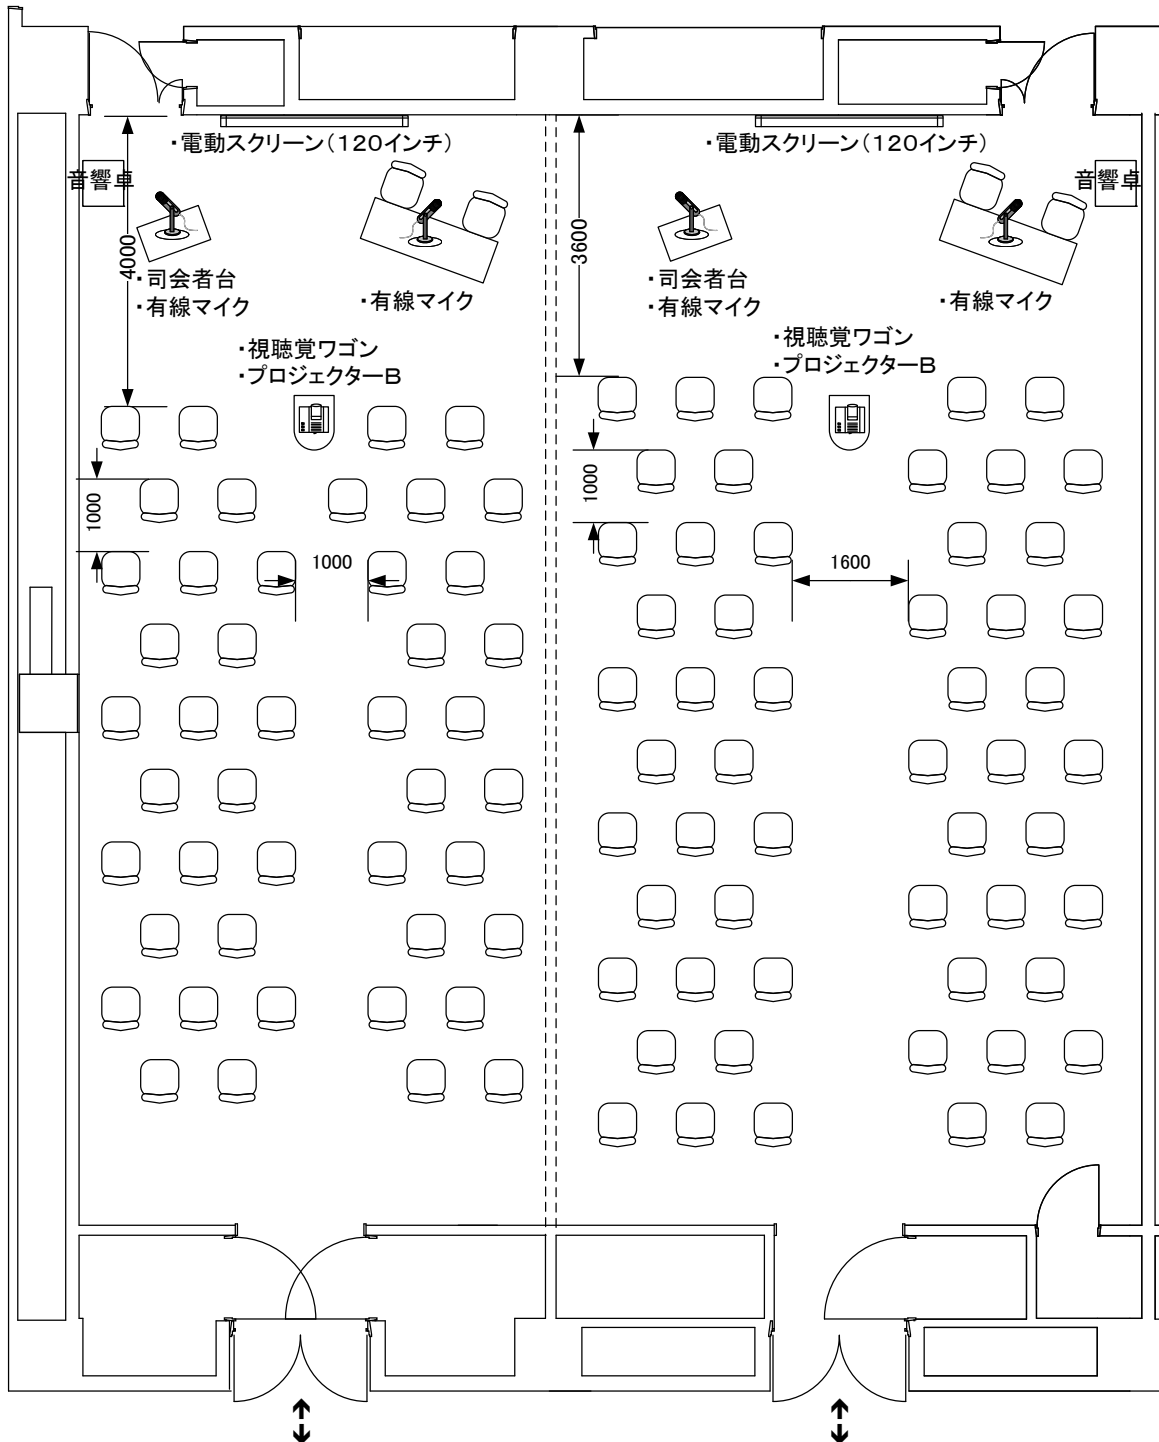 ・電動スクリーン(120インチ)
音響卓
4000
・司会者台
・有線マイク
・有線マイク
・視聴覚ワゴン
・プロジェクターB
1000
1000
・電動スクリーン(120インチ)
音響卓
3600
・司会者台
・有線マイク
・有線マイク
・視聴覚ワゴン
・プロジェクターB
1000
1600